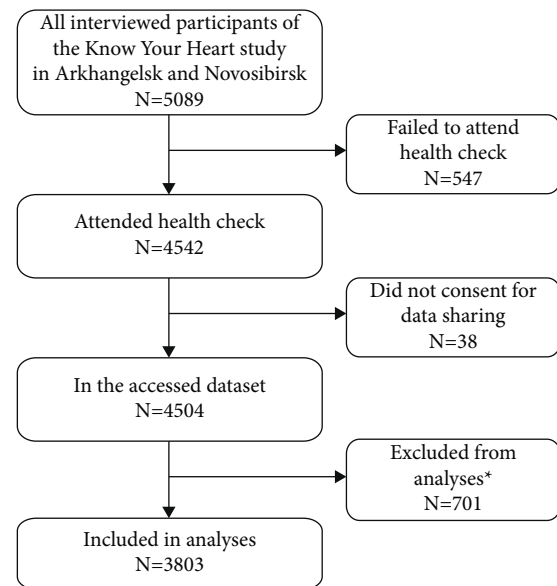 All interviewed participants of
the Know Your Heart study
in Arkhangelsk and Novosibirsk
N=5089
Failed to attend
health check
N=547
Attended health check
N=4542
Did not consent for
data sharing
N=38
In the accessed dataset
N=4504
Excluded from
analyses*
N=701
Included in analyses
N=3803